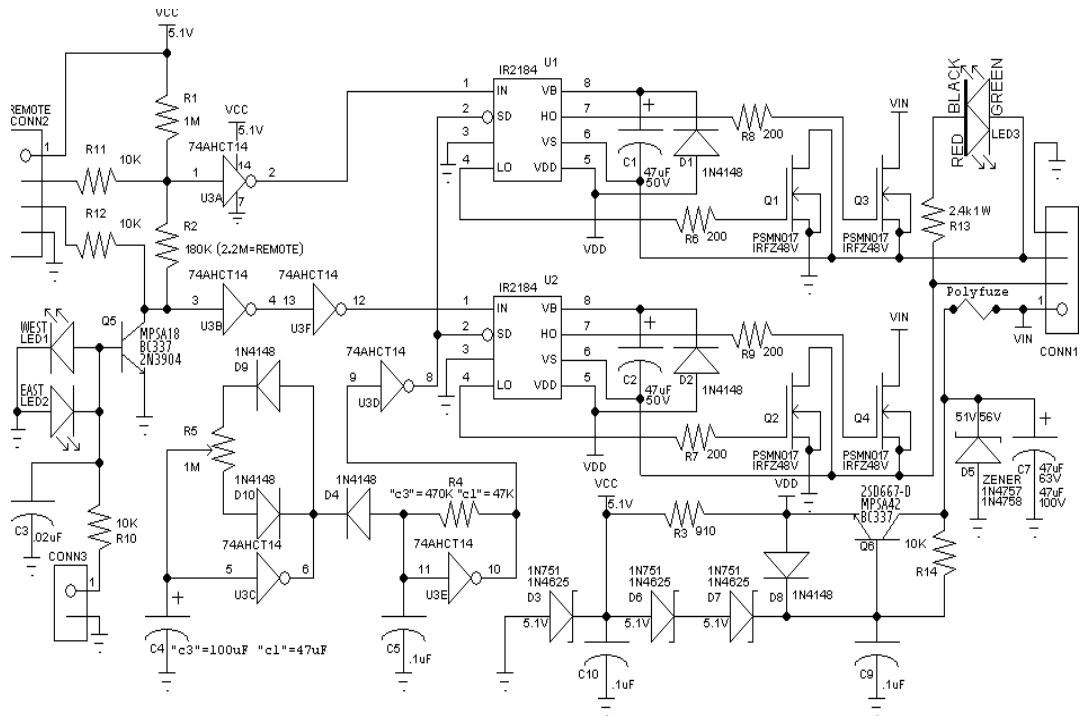 VCC
5.1V
REMOTE
CONN2
1
R1
1M
VCC
5.1V
74AHCT14
14
1
2
U3A
7
R11
10K
R12
10K
R2
180K (2.2M=REMOTE)
U1
IR2184
1
IN
2
SD
3
4
LO
VB
8
HO
7
VS
6
VDD
5
C1
47uF
50V
D1
1N4148
VDD
R8
200
R6
200
Q1
PSMN017
IRFZ48V
VIN
Q3
PSMN017
IRFZ48V
BLACK
RED
GREEN
LED3
2.4k1W
R13
Polyfuze
VIN
1
CONN1
74AHCT14
3
4
U3B
74AHCT14
13
12
U3F
Q5
MPSA18
BC337
2N3904
WEST
LED1
EAST
LED2
U2
IR2184
1
IN
2
SD
3
4
LO
VB
8
HO
7
VS
6
VDD
5
C2
47uF
50V
D2
1N4148
VDD
R9
200
R7
200
Q2
PSMN017
IRFZ48V
VIN
Q4
PSMN017
IRFZ48V
51V
56V
D5
ZENER
1N4757
1N4758
C7
47uF
63V
47uF
100V
1N4148
D9
R5
1M
D10
1N4148
74AHCT14
9
8
U3D
D4
1N4148
R4
"c3"=470K "c1"=47K
74AHCT14
5
6
U3C
74AHCT14
11
10
U3E
C3
.02uF
10K
R10
CONN3
1
C4
"c3"=100uF "c1"=47uF
C5
.1uF
VCC
5.1V
R3
910
VDD
2SD667-D
MPSA42
BC337
Q6
10K
R14
1N751
1N4625
D3
5.1V
1N751
1N4625
D6
5.1V
1N751
1N4625
D7
5.1V
D8
1N4148
C10
.1uF
C9
.1uF